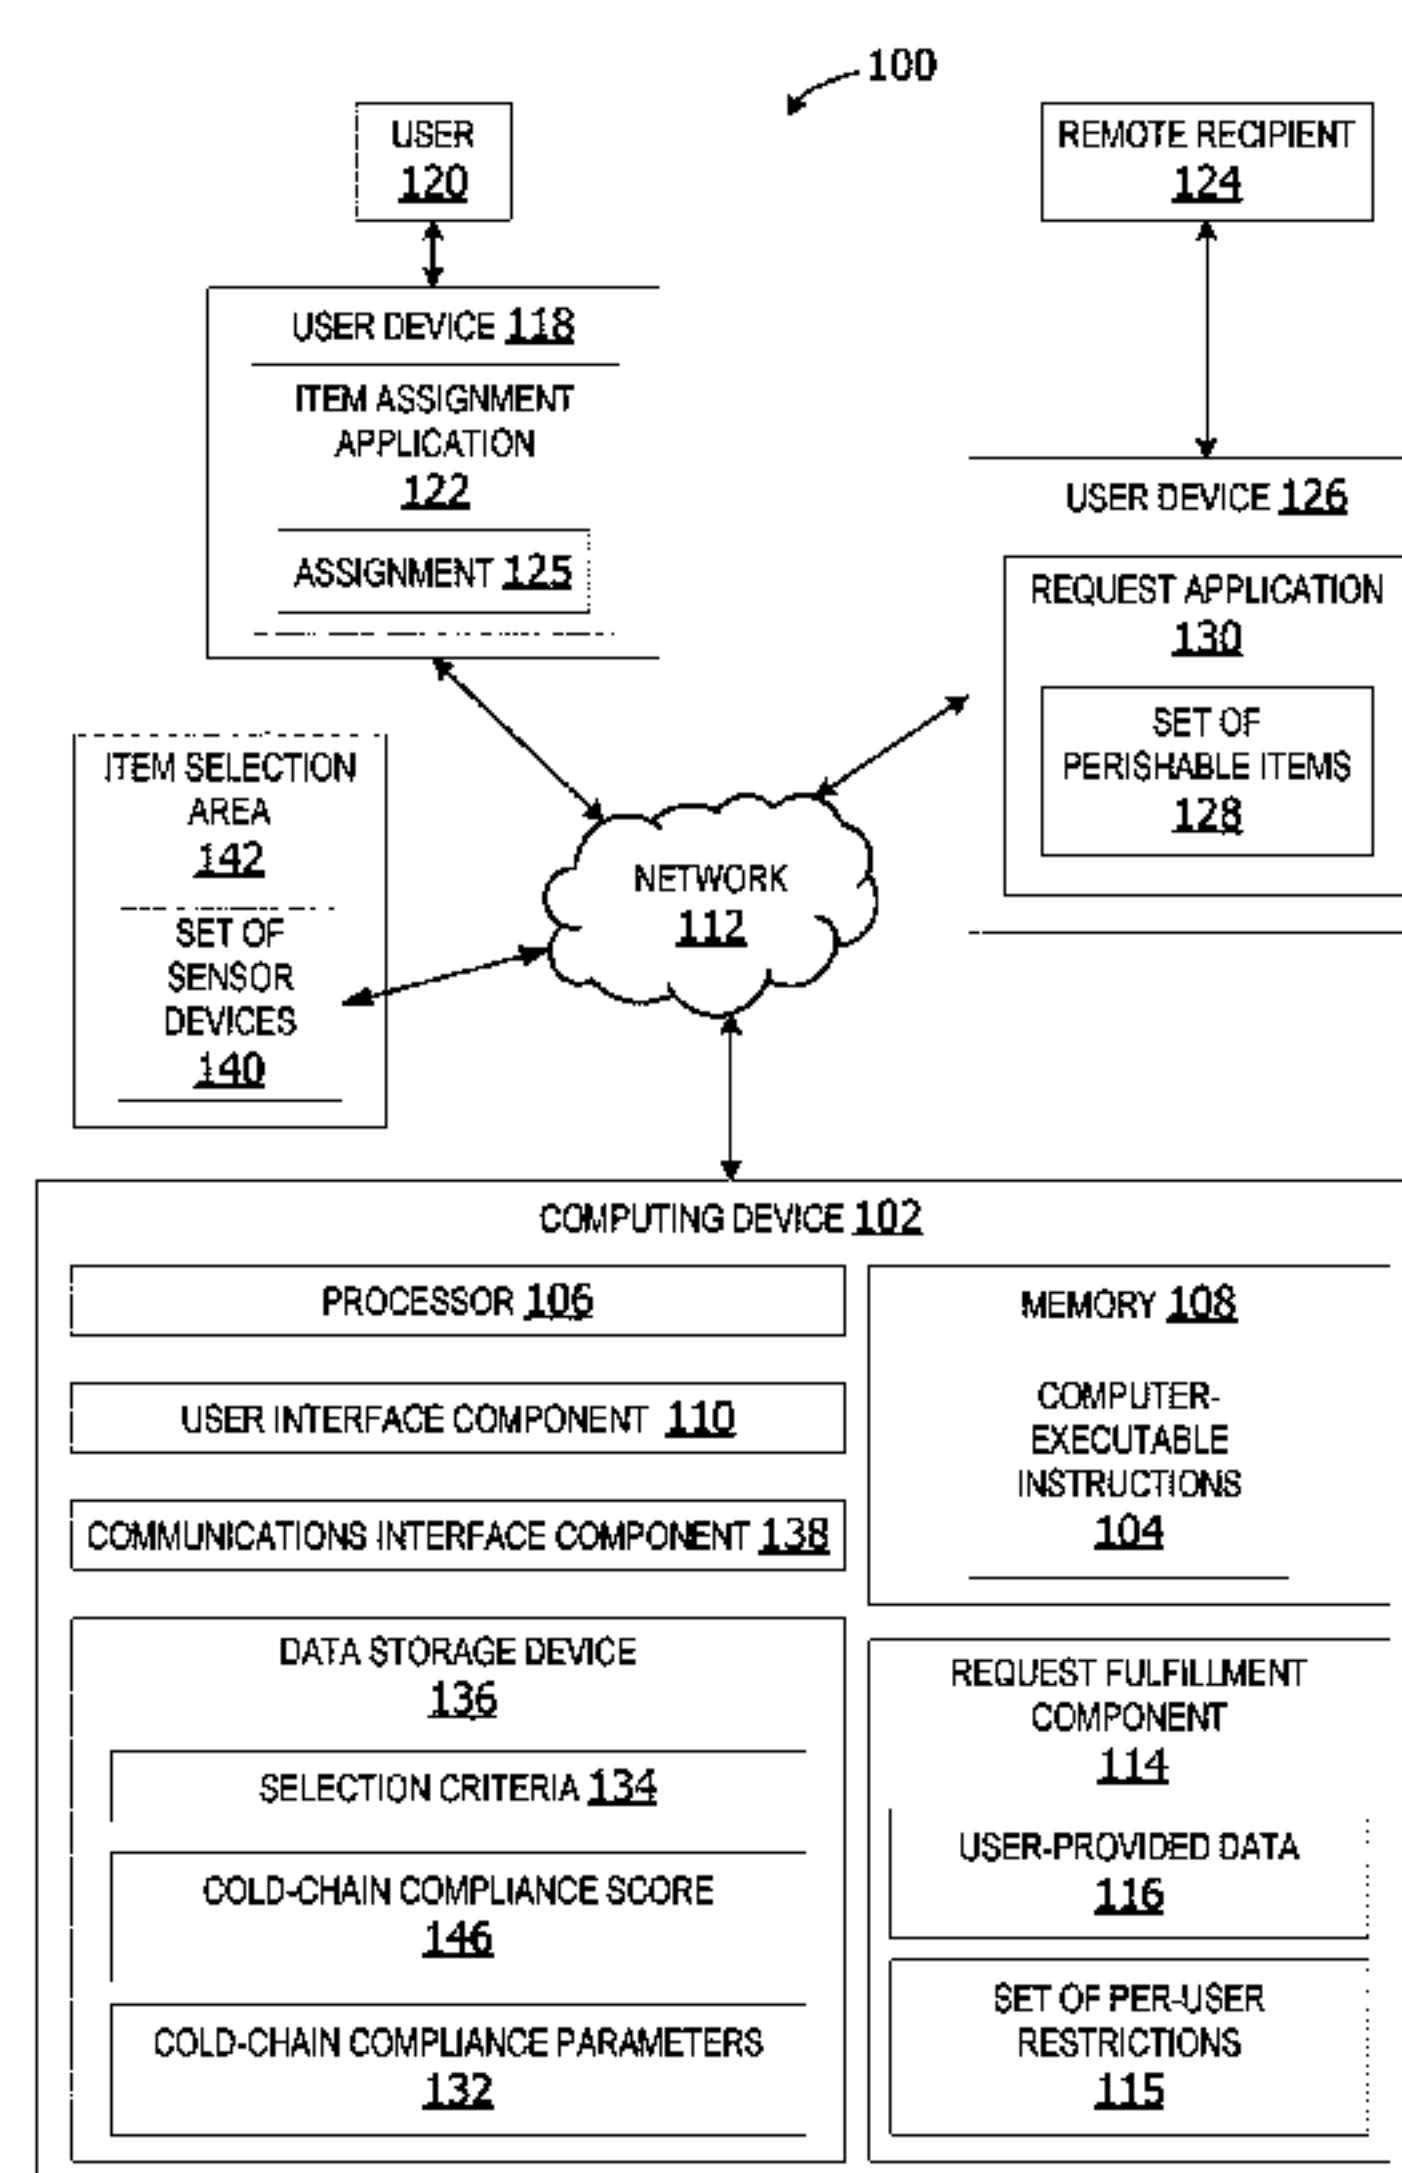 100
USER
120
REMOTE RECIPIENT
124
USER DEVICE 118
ITEM ASSIGNMENT
APPLICATION
122
ASSIGNMENT 125
USER DEVICE 126
REQUEST APPLICATION
130
SET OF
PERISHABLE ITEMS
128
ITEM SELECTION
AREA
142
SET OF
SENSOR
DEVICES
140
NETWORK
112
COMPUTING DEVICE 102
PROCESSOR 106
USER INTERFACE COMPONENT 110
COMMUNICATIONS INTERFACE COMPONENT 138
MEMORY 108
COMPUTER-
EXECUTABLE
INSTRUCTIONS
104
DATA STORAGE DEVICE
136
SELECTION CRITERIA 134
COLD-CHAIN COMPLIANCE SCORE
146
COLD-CHAIN COMPLIANCE PARAMETERS
132
REQUEST FULFILLMENT
COMPONENT
114
USER-PROVIDED DATA
116
SET OF PER-USER
RESTRICTIONS
115